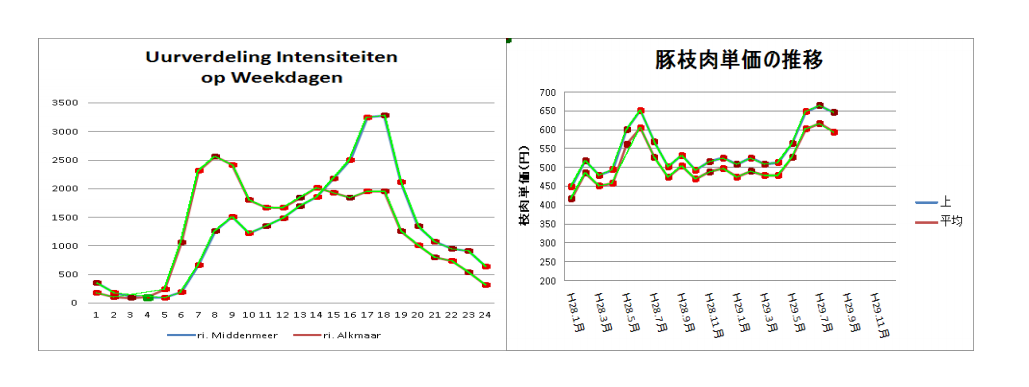 Uurverdeling Intensiteiten
op Weekdagen
3500
3000
2500
2000
1500
1000
500
0
1 2 3 4 5 6 7 8 9 10 11 12 13 14 15 16 17 18 19 20 21 22 23 24
ri. Middenmeer ri. Alkmaar
豚枝肉単価の推移
枝肉単価(円)
700
650
600
550
500
450
400
350
300
250
200
H28.1月 H28.3月 H28.5月 H28.7月 H28.9月 H28.11月 H29.1月 H29.3月 H29.5月 H29.7月 H29.9月 H29.11月
上
平均